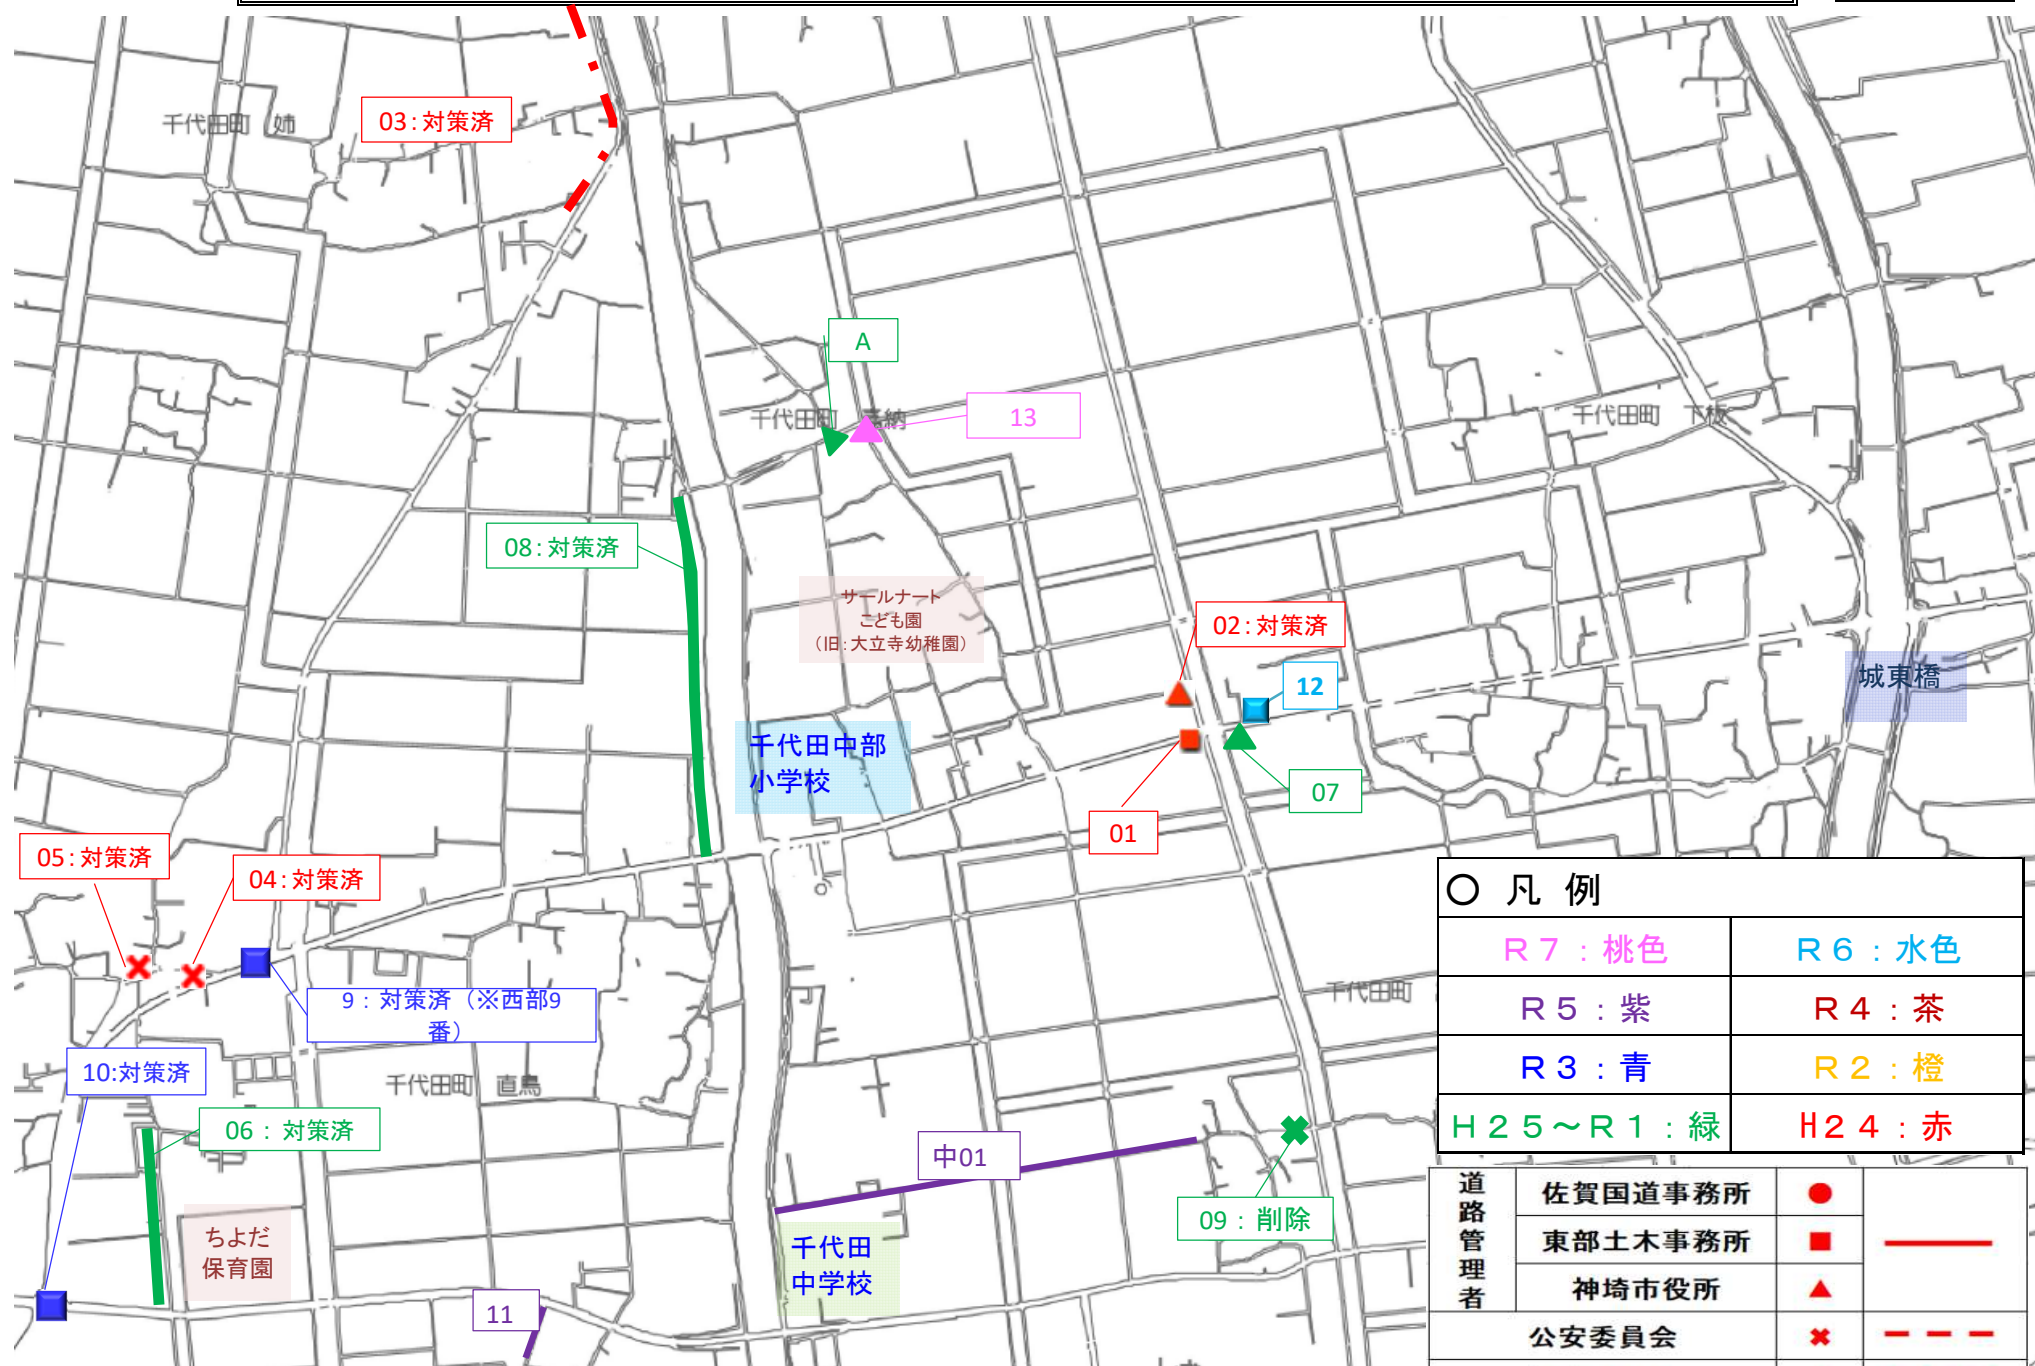 千代田町 姉
03:対策済
A
千代田町
納
13
千代田町 下板
08:対策済
サールナート
こども園
(旧:大立寺幼稚園)
02:対策済
12
城東橋
千代田中部
小学校
07
01
05:対策済
04:対策済
9:対策済(※西部9
番)
10:対策済
千代田町 直鳥
06:対策済
中01
09:削除
ちよだ
保育園
千代田
中学校
11
千代田町
〇 凡 例
R7:桃色
R6:水色
R5:紫
R4:茶
R3:青
R2:橙
H25～R1:緑
H24:赤
道路管理者
佐賀国道事務所
東部土木事務所
神埼市役所
公安委員会